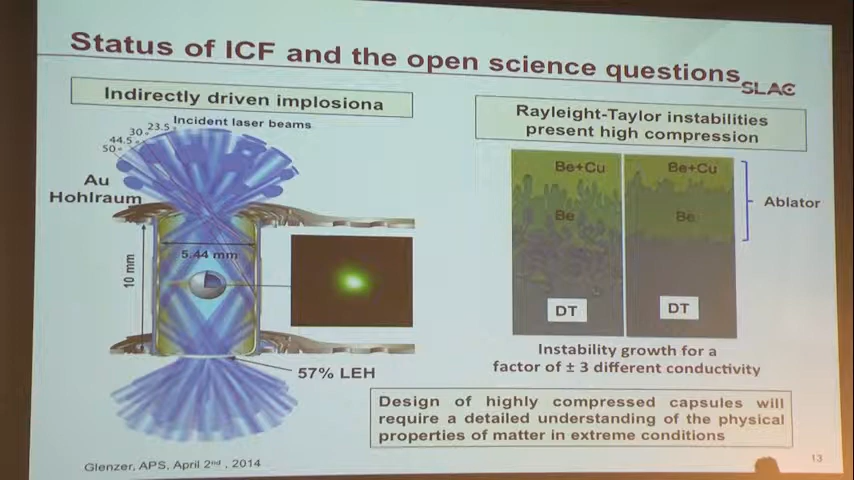 Status of ICF and the open science questions
SLAC
Indirectly driven implosiona
Incident laser beams
23.5°
30°
44.5°
50°
Au
Hohlraum
5.44 mm
10 mm
57% LEH
Rayleight-Taylor instabilities
present high compression
Be+Cu
Be+Cu
Be
Be
Ablator
DT
DT
Instability growth for a
factor of ± 3 different conductivity
Design of highly compressed capsules will
require a detailed understanding of the physical
properties of matter in extreme conditions
Glenzer, APS, April 2nd , 2014
13